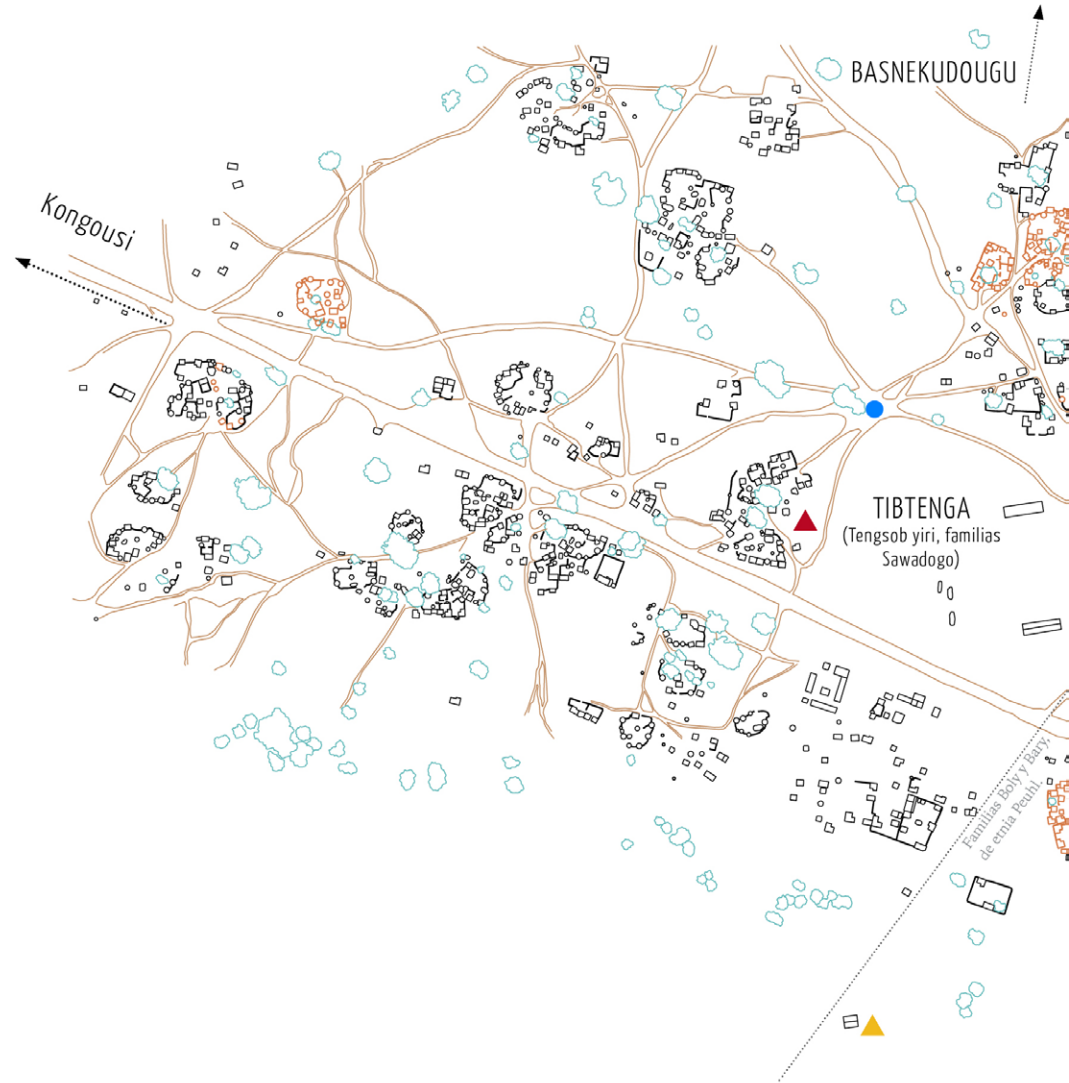 BASNEKUDOUGU
Kongousi
TIBTENGA
(Tengsob yiri, familias
Sawadogo)
Familias Boly y Bary,
de etnia Peuhl.